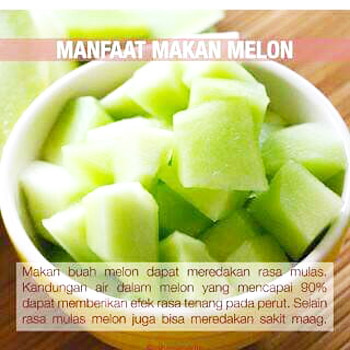 MANFAAT MAKAN MELON
Makan buah melon dapat meredakan rasa mulas.
Kandungan air dalam melon yang mencapai 90%
dapat memberikan efek rasa tenang pada perut. Selain
rasa mulas melon juga bisa meredakan sakit maag.